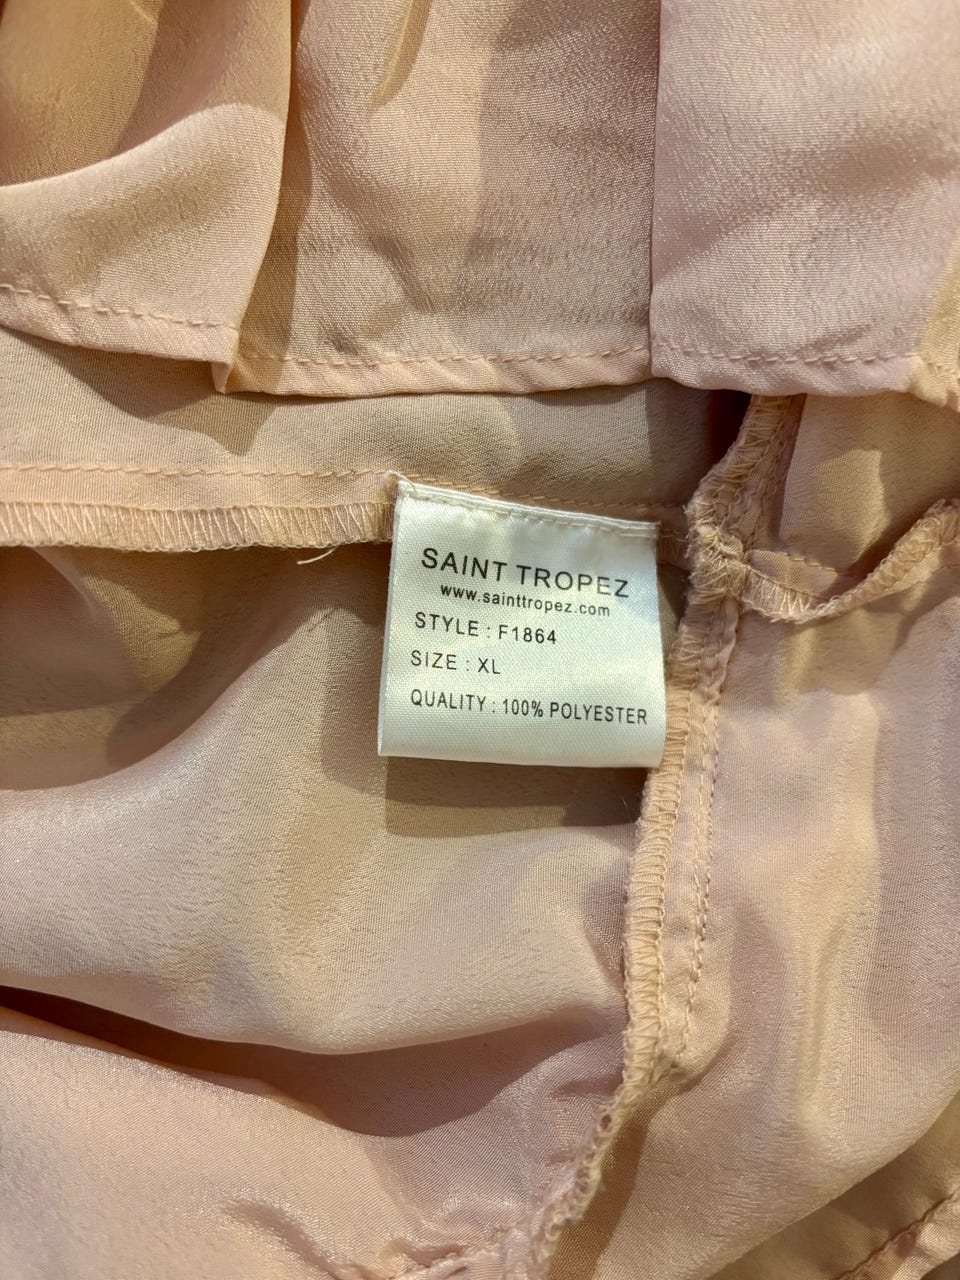 SAINT TROPEZ
www.sainttropez.com
STYLE : F1864
SIZE : XL
QUALITY : 100% POLYESTER